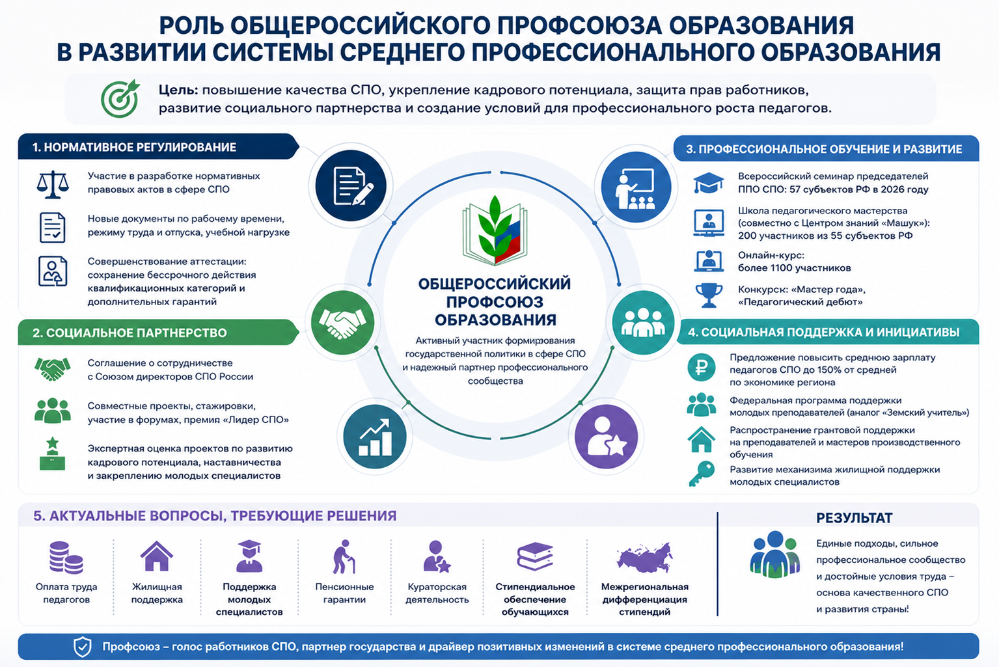 РОЛЬ ОБЩЕРОССИЙСКОГО ПРОФСОЮЗА ОБРАЗОВАНИЯ
В РАЗВИТИИ СИСТЕМЫ СРЕДНЕГО ПРОФЕССИОНАЛЬНОГО ОБРАЗОВАНИЯ
Цель: повышение качества СПО, укрепление кадрового потенциала, защита прав работников,
развитие социального партнерства и создание условий для профессионального роста педагогов.
1. НОРМАТИВНОЕ РЕГУЛИРОВАНИЕ
Участие в разработке нормативных
правовых актов в сфере СПО
Новые документы по рабочему времени,
режиму труда и отпуска, учебной нагрузке
Совершенствование аттестации:
сохранение бессрочного действия
квалификационных категорий и
дополнительных гарантий
2. СОЦИАЛЬНОЕ ПАРТНЕРСТВО
Соглашение о сотрудничестве
с Союзом директоров СПО России
Совместные проекты, стажировки,
участие в форумах, премия «Лидер СПО»
Экспертная оценка проектов по развитию
кадрового потенциала, наставничества
и закреплению молодых специалистов
ОБЩЕРОССИЙСКИЙ
ПРОФСОЮЗ
ОБРАЗОВАНИЯ
Активный участник формирования
государственной политики в сфере СПО
и надежный партнер профессионального
сообщества
3. ПРОФЕССИОНАЛЬНОЕ ОБУЧЕНИЕ И РАЗВИТИЕ
Всероссийский семинар председателей
ППО СПО: 57 субъектов РФ в 2026 году
Школа педагогического мастерства
(совместно с Центром знаний «Машук»):
200 участников из 55 субъектов РФ
Онлайн-курс:
более 1100 участников
Конкурсы: «Мастер года»,
«Педагогический дебют»
4. СОЦИАЛЬНАЯ ПОДДЕРЖКА И ИНИЦИАТИВЫ
Предложение повысить среднюю зарплату
педагогов СПО до 150% от средней
по экономике региона
Федеральная программа поддержки
молодых преподавателей (аналог «Земский учитель»)
Распространение грантовой поддержки
на преподавателей и мастеров производственного
обучения
Развитие механизима жилищной поддержки
молодых специалистов
5. АКТУАЛЬНЫЕ ВОПРОСЫ, ТРЕБУЮЩИЕ РЕШЕНИЯ
Оплата труда
педагогов
Жилищная
поддержка
Поддержка
молодых
специалистов
Пенсионные
гарантии
Кураторская
деятельность
Стипендиальное
обеспечение
обучающихся
Межрегиональная
дифференциация
стипендий
РЕЗУЛЬТАТ
Единые подходы, сильное
профессиональное сообщество
и достойные условия труда –
основа качественного СПО
и развития страны!
Профсоюз – голос работников СПО, партнер государства и драйвер позитивных изменений в системе среднего профессионального образования!